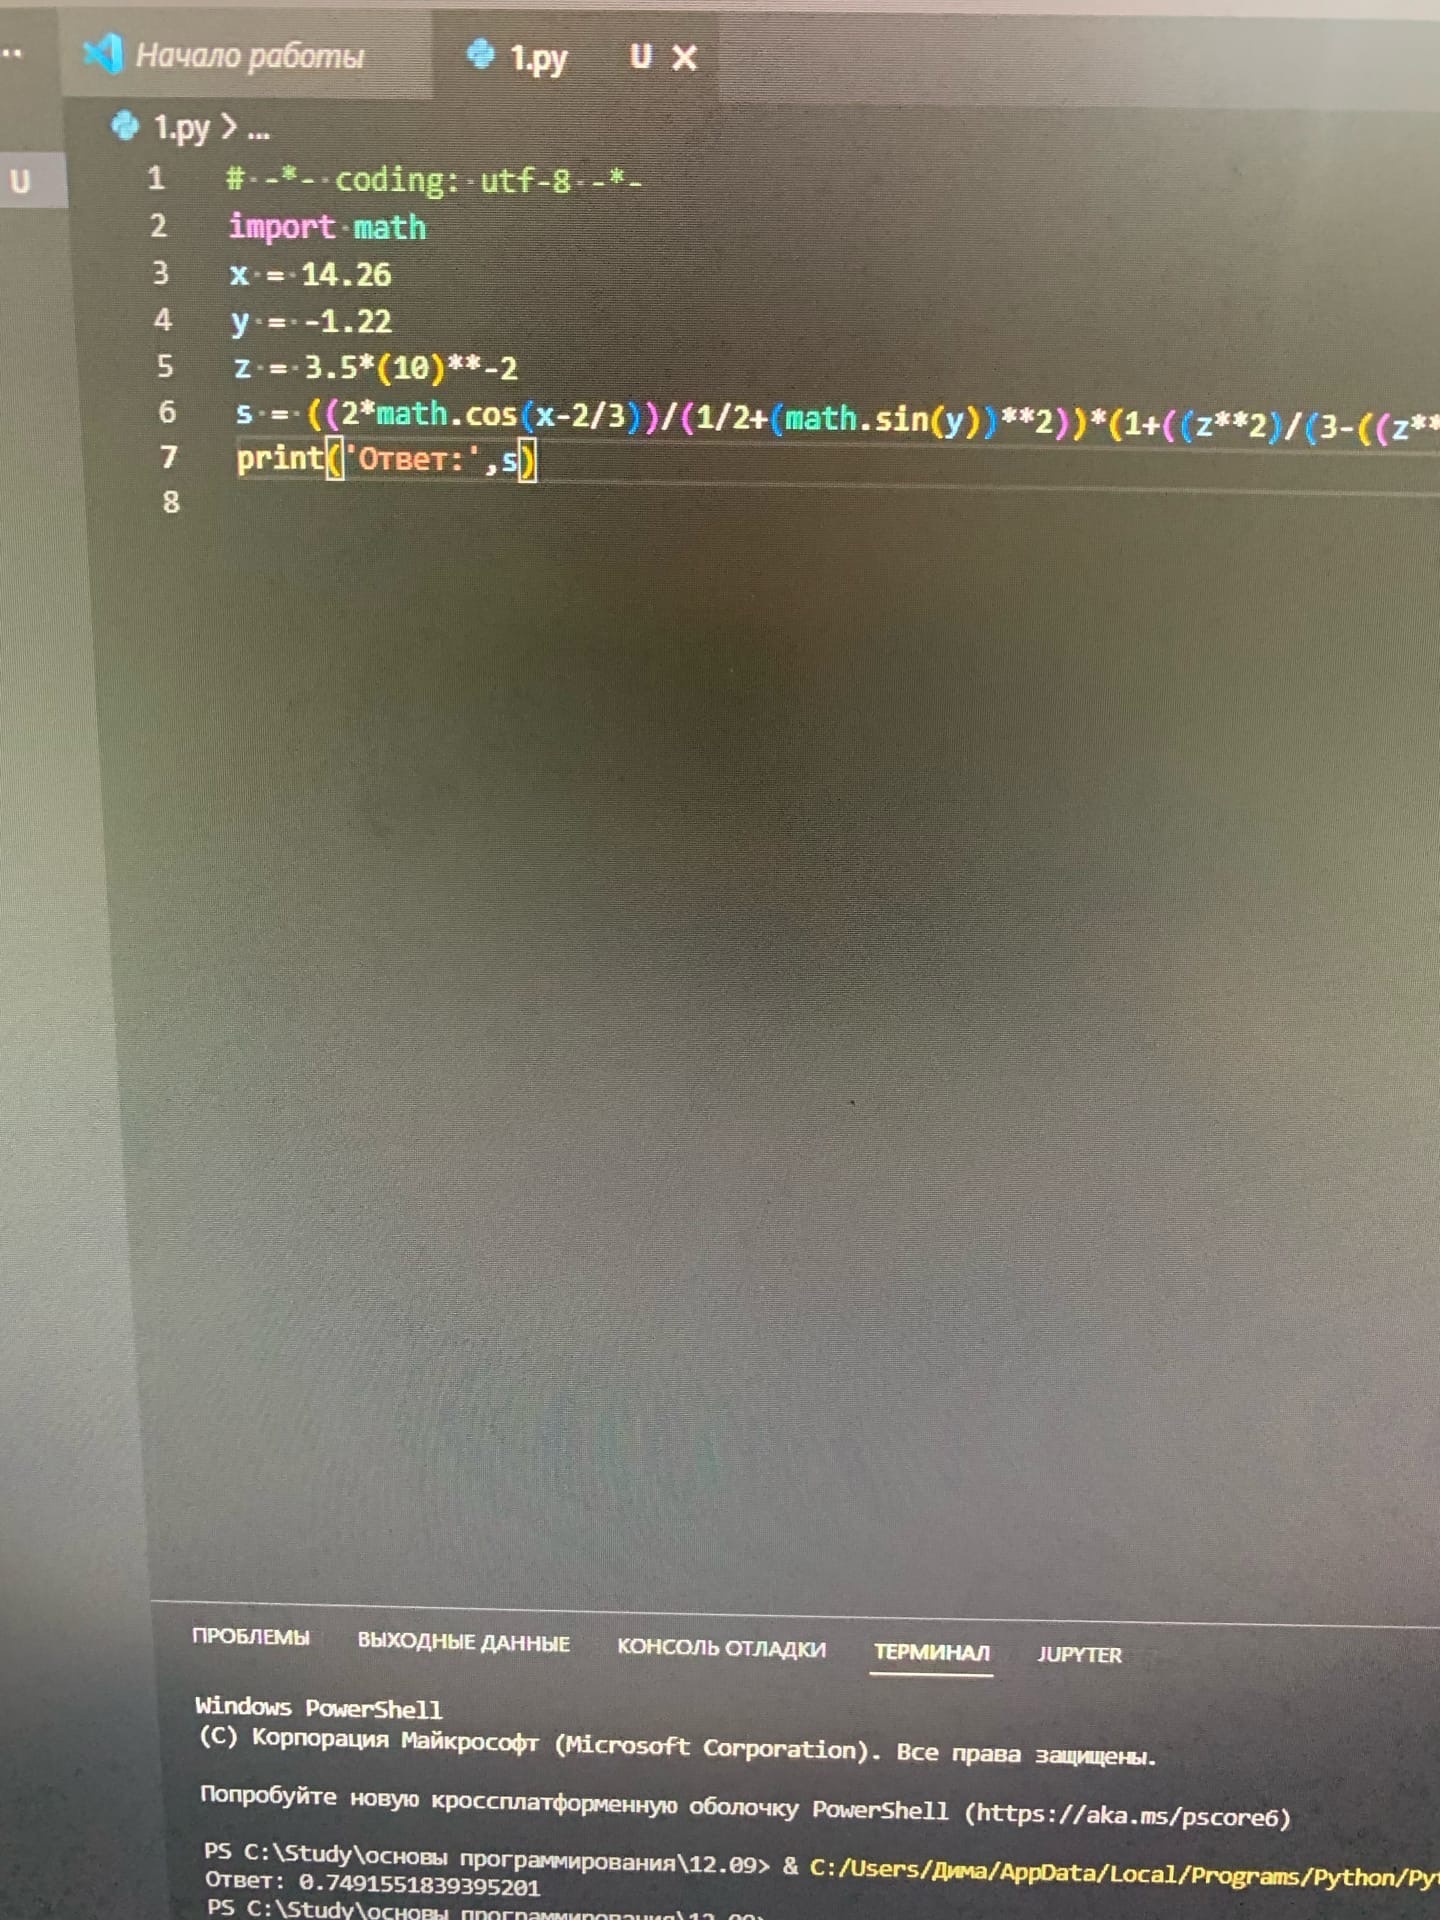 Начало работы
1.py
U
1.py > ...
U
1 # -*- coding: utf-8 -*-
2 import math
3 x = 14.26
4 y = -1.22
5 z = 3.5*(10)**-2
6 s = ((2*math.cos(x-2/3))/(1/2+(math.sin(y))**2))*(1+((z**2)/(3-((z**
7 print('Ответ:',s)
8
ПРОБЛЕМЫ ВЫХОДНЫЕ ДАННЫЕ КОНСОЛЬ ОТЛАДКИ ТЕРМИНАЛ JUPYTER
Windows PowerShell
(C) Корпорация Майкрософт (Microsoft Corporation). Все права защищены.
Попробуйте новую кроссплатформенную оболочку PowerShell (https://aka.ms/pscore6)
PS C:\Study\основы программирования\12.09> & C:/Users/Дима/AppData/Local/Programs/Python/Py
Ответ: 0.7491551839395201
PS C:\Study\основы программирования\12.09>